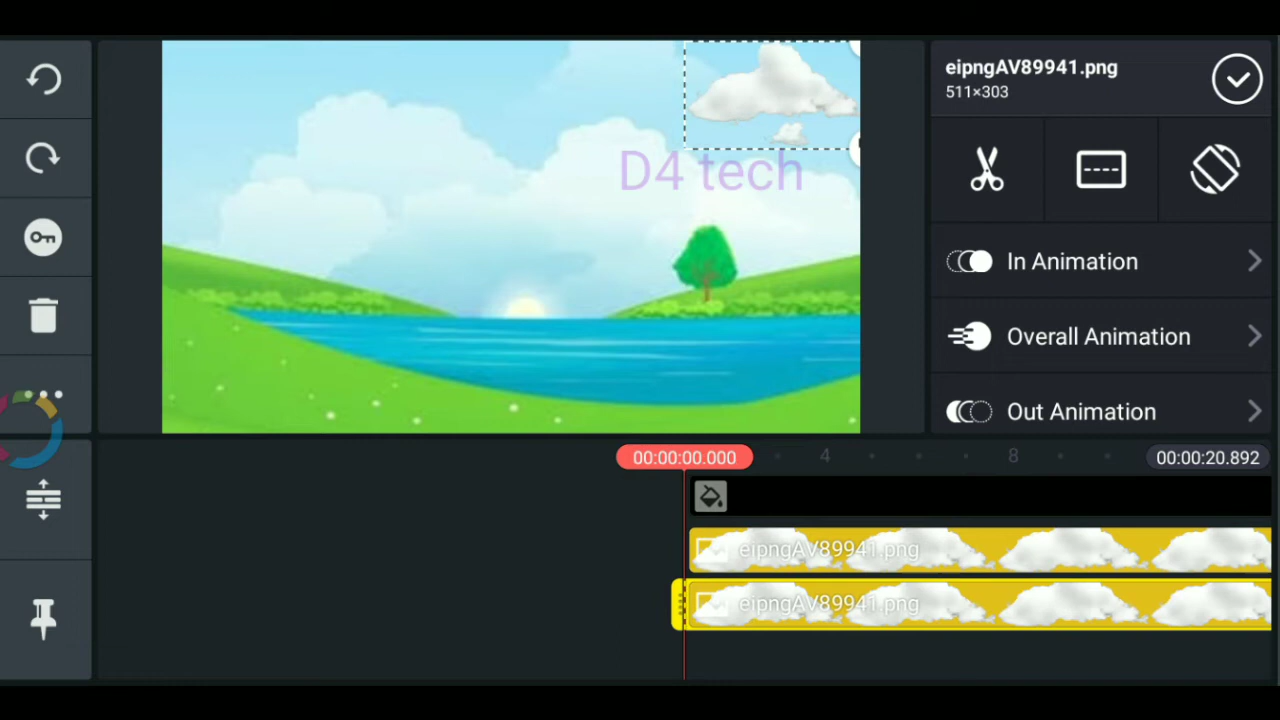 eipngAV89941.png
511×303
D4 tech
In Animation
Overall Animation
Out Animation
00:00:00.000
4
8
00:00:20.892
eipngAV89941.png
eipngAV89941.png